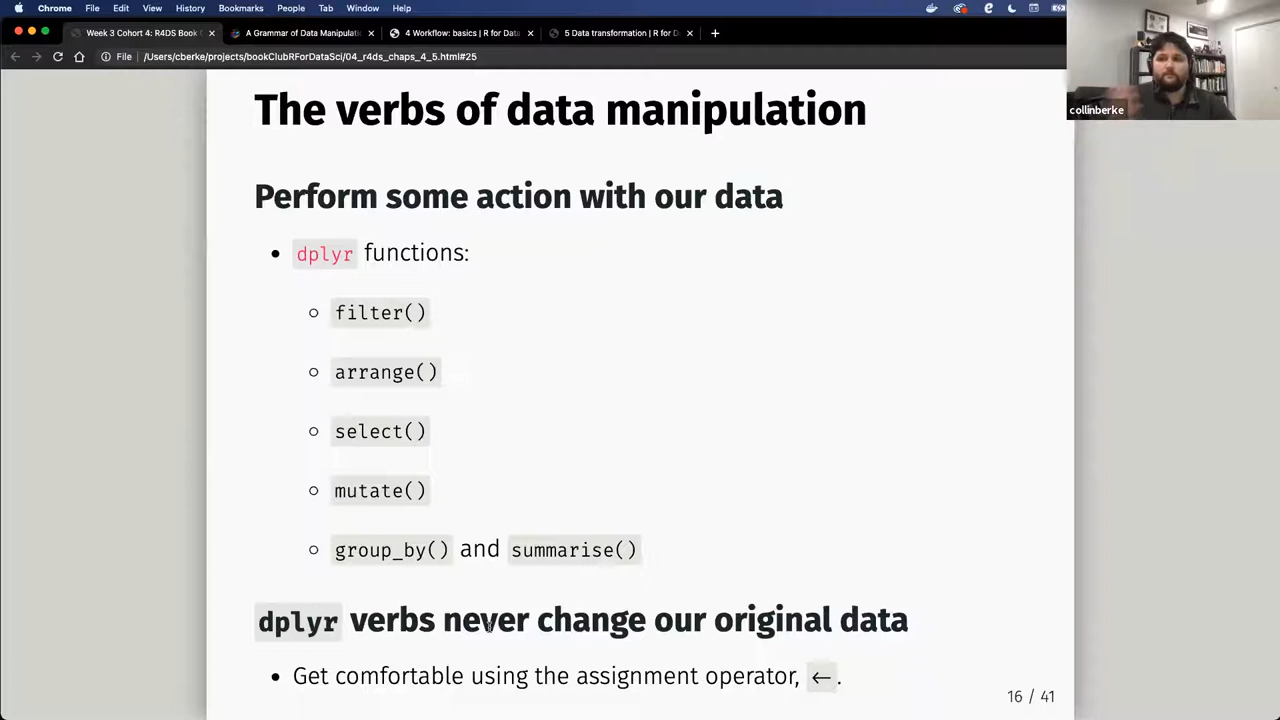 Chrome File Edit View History Bookmarks People Tab Window Help
Week 3 Cohort 4: R4DS Book
A Grammar of Data Manipulati
4 Workflow: basics | R for Data
5 Data transformation | R for D
File /Users/cberke/projects/bookClubRForDataSci/04_r4ds_chaps_4_5.html#25
The verbs of data manipulation
Perform some action with our data
dplyr functions:
filter()
arrange()
select()
mutate()
group_by() and summarise()
dplyr verbs never change our original data
Get comfortable using the assignment operator, ←.
16 / 41
collinberke